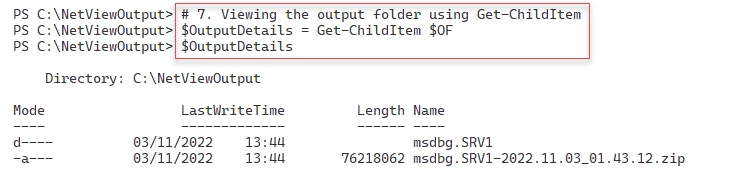 PS C:\NetViewOutput> # 7. Viewing the output folder using Get-ChildItem
PS C:\NetViewOutput> $OutputDetails = Get-ChildItem $OF
PS C:\NetViewOutput> $OutputDetails
    Directory: C:\NetViewOutput
Mode                 LastWriteTime         Length Name
----                 -------------         ------ ----
d----          03/11/2022    13:44                msdbg.SRV1
-a---          03/11/2022    13:44       76218062 msdbg.SRV1-2022.11.03_01.43.12.zip